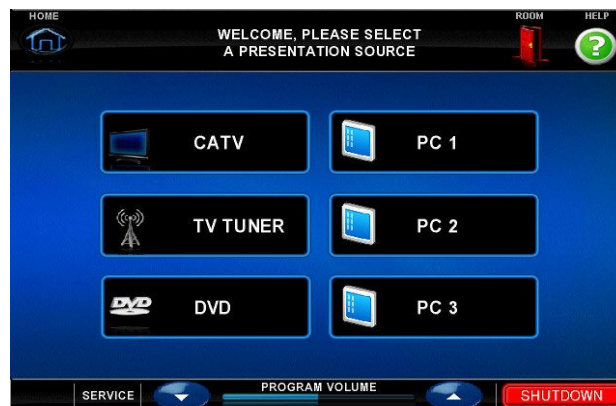 HOME
WELCOME, PLEASE SELECT
A PRESENTATION SOURCE
ROOM
HELP
?
CATV
PC 1
TV TUNER
PC 2
DVD
DVD
PC 3
SERVICE
PROGRAM VOLUME
SHUTDOWN